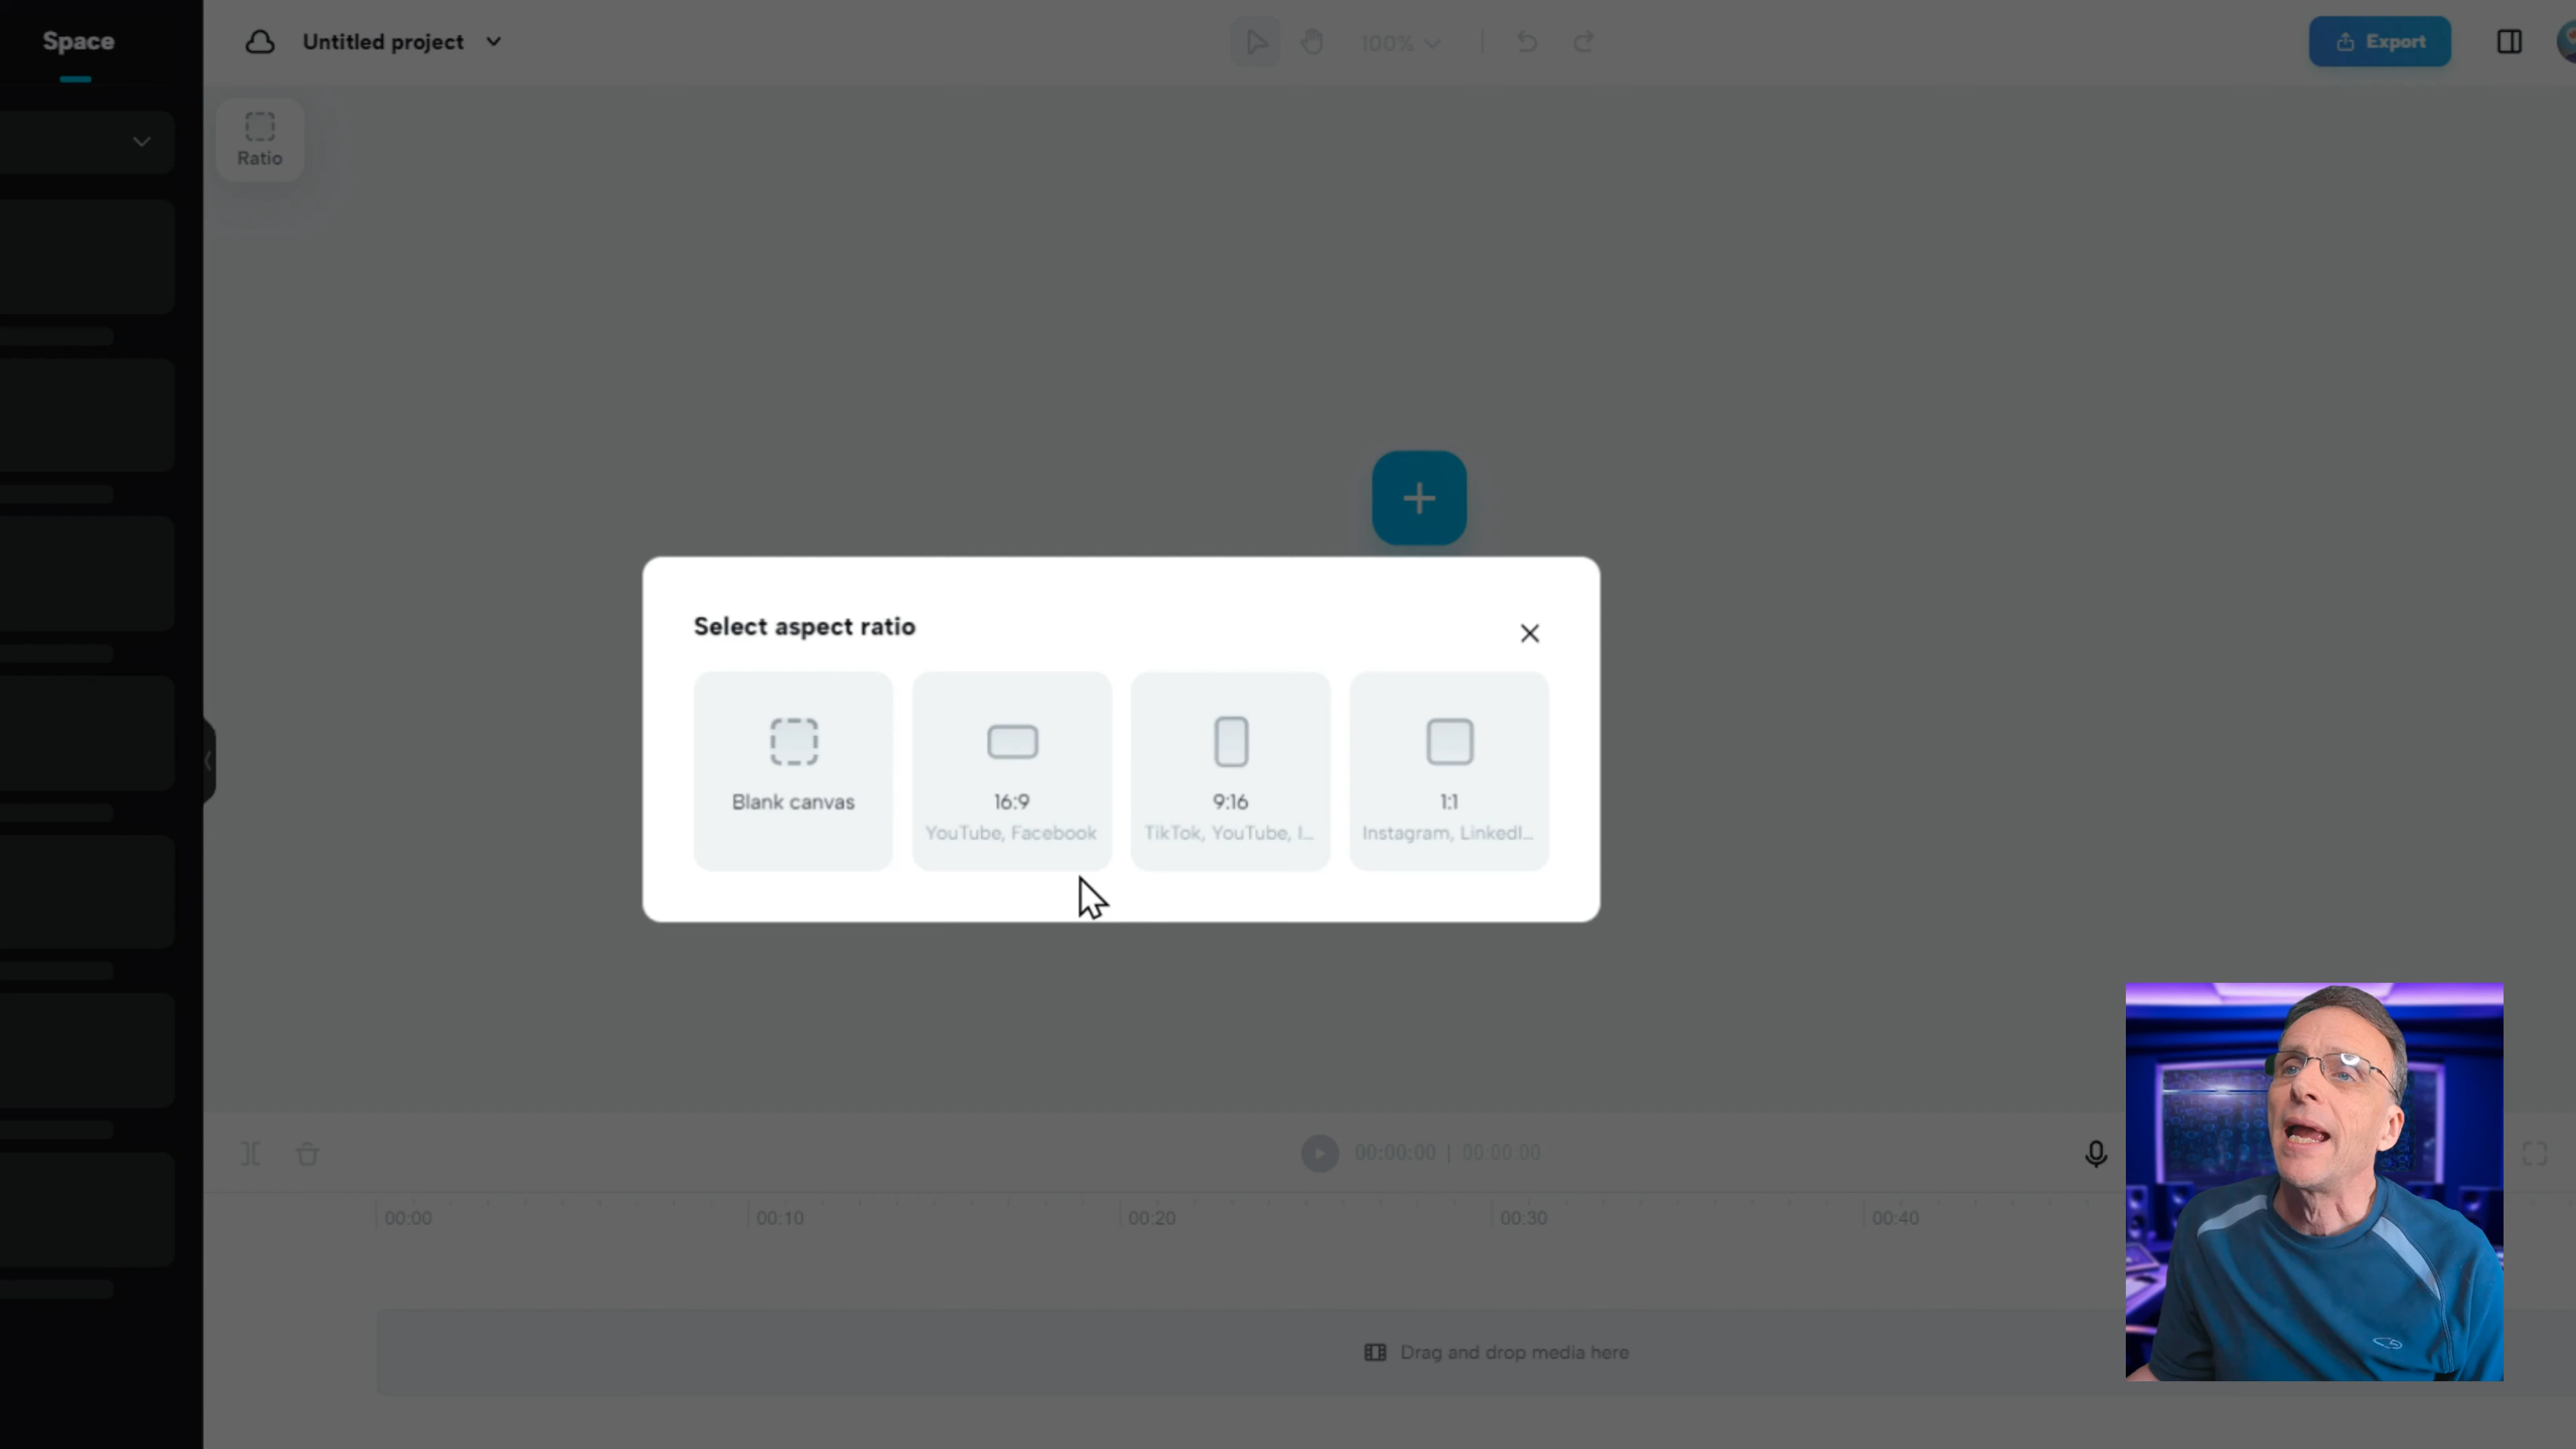 Space
Untitled project
100%
Export
Ratio
Select aspect ratio
Blank canvas
16:9
YouTube, Facebook
9:16
TikTok, YouTube, I...
1:1
Instagram, LinkedI...
00:00:00 | 00:00:00
00:00
00:10
00:20
00:30
00:40
Drag and drop media here